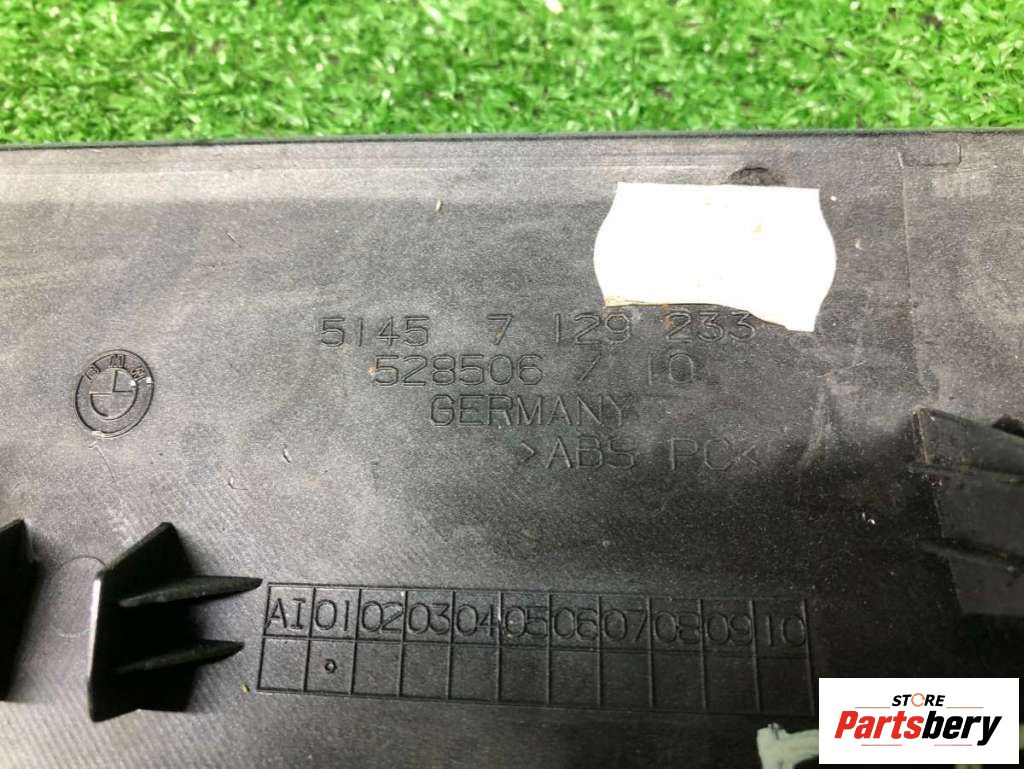 5145 7 129 233
528506 / 10
BMW
GERMANY
>ABS PC<
AI 01 02 03 04 05 06 07 08 09 10
STORE
Partsbery